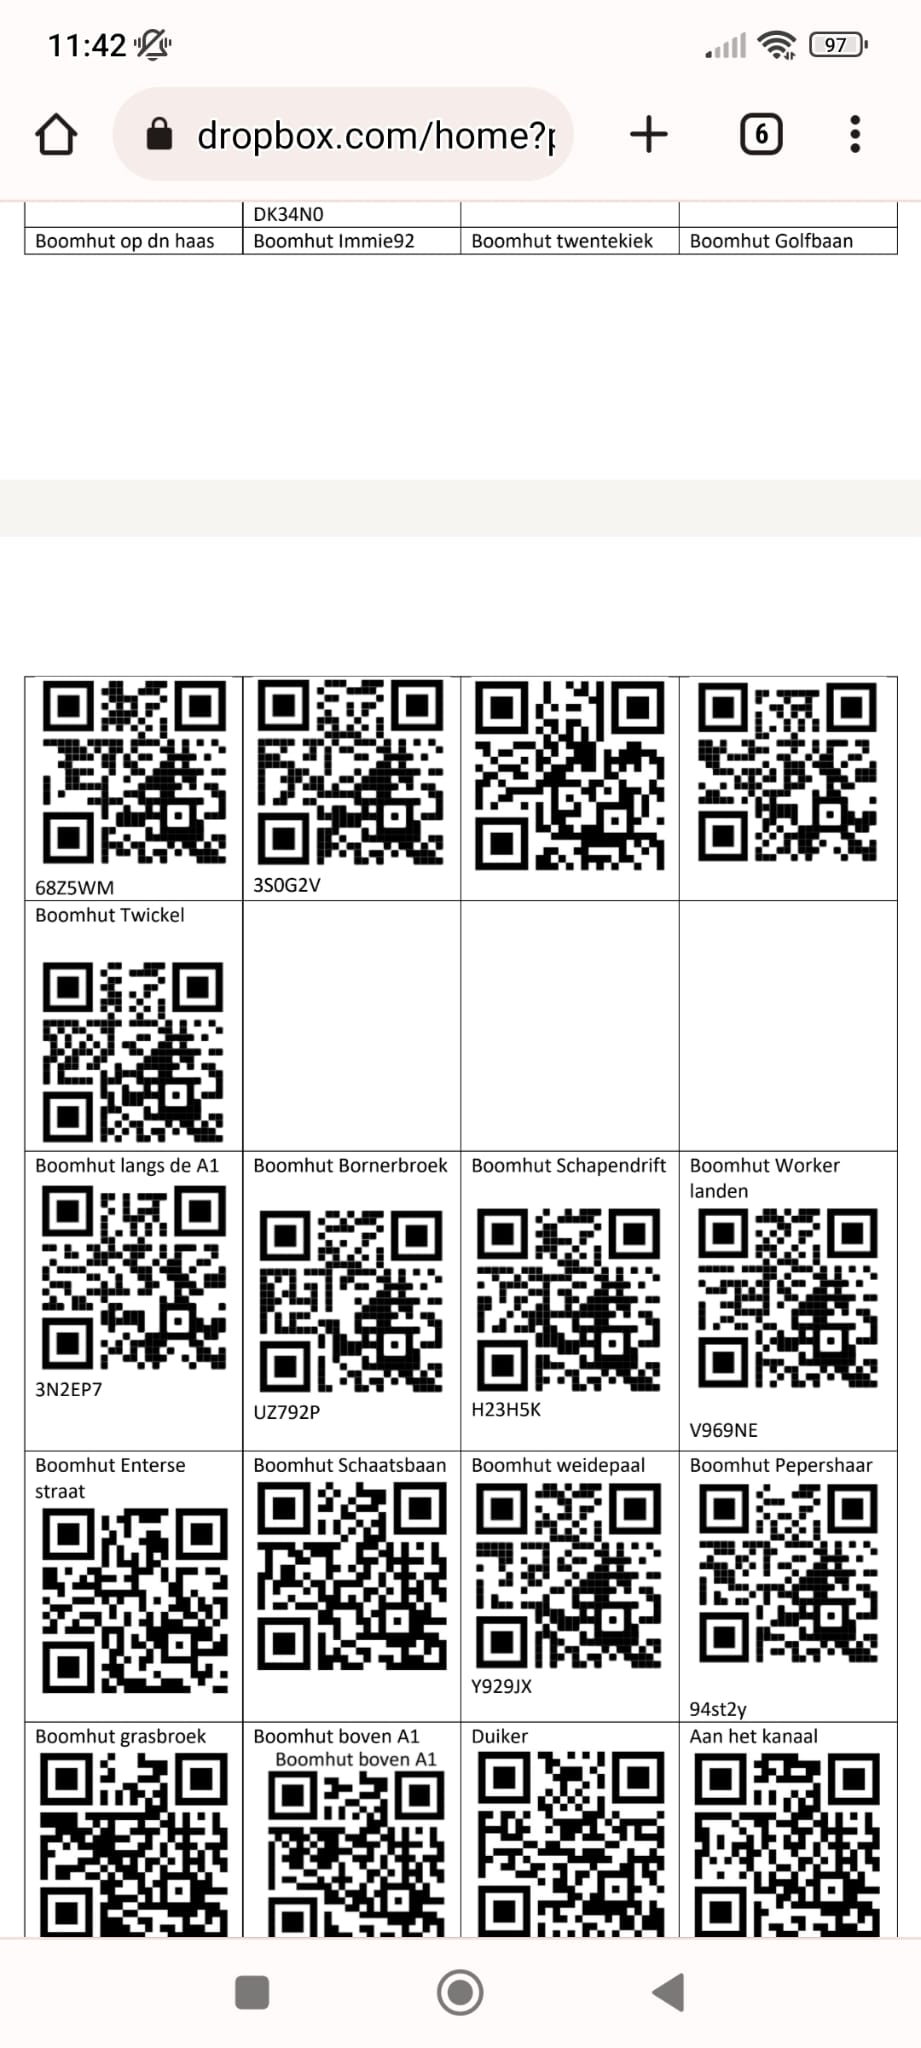 11:42
97
dropbox.com/home?
6
DK34N0
Boomhut op dn haas
Boomhut Immie92
Boomhut twentekiek
Boomhut Golfbaan
68Z5WM
3S0G2V
Boomhut Twickel
Boomhut langs de A1
Boomhut Bornerbroek
Boomhut Schapendrift
Boomhut Worker
landen
3N2EP7
UZ792P
H23H5K
V969NE
Boomhut Enterse
straat
Boomhut Schaatsbaan
Boomhut weidepaal
Boomhut Pepershaar
Y929JX
94st2y
Boomhut grasbroek
Boomhut boven A1
Boomhut boven A1
Duiker
Aan het kanaal